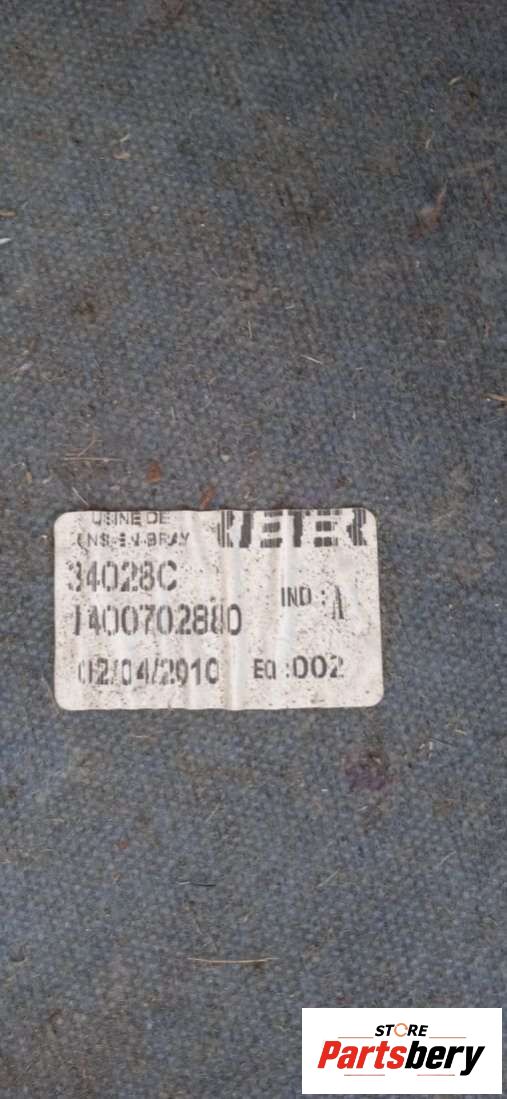 USINE DE
ENS-EN-BRAY RIETER
34028C
IND : A
1400702880
02/04/2010 EQ :002
STORE
Partsbery